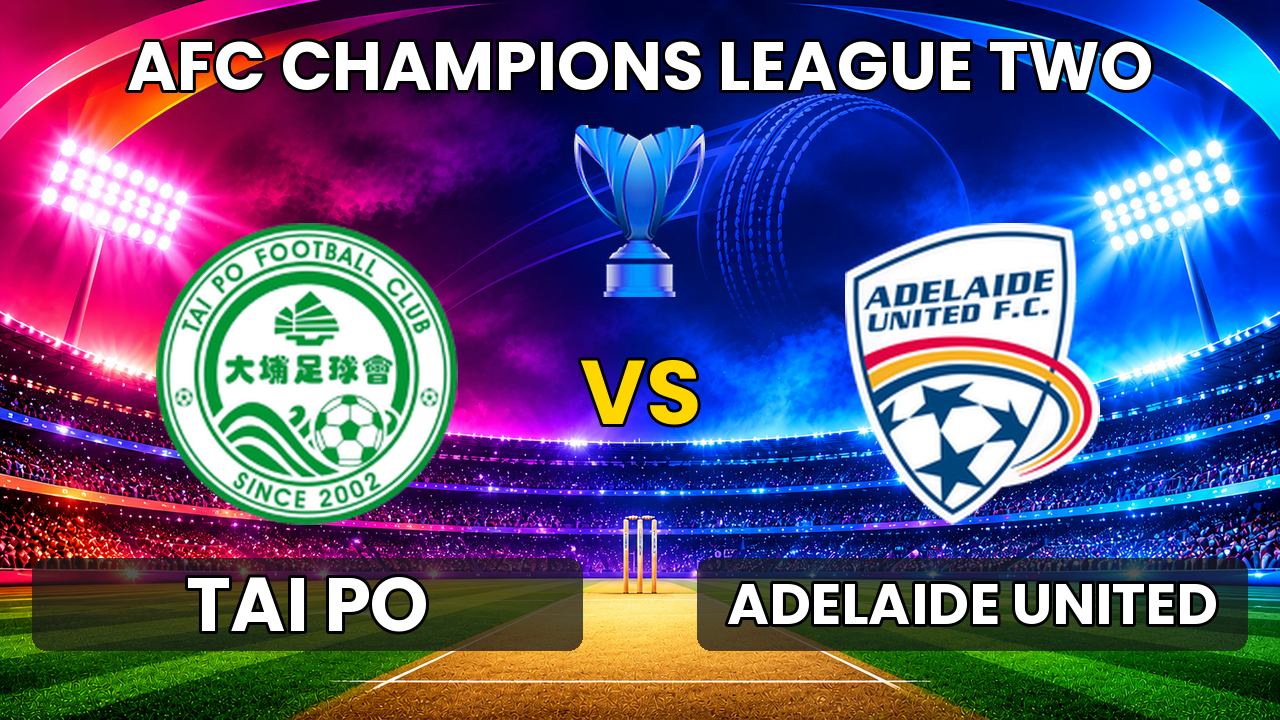 AFC CHAMPIONS LEAGUE TWO
TAI PO FOOTBALL CLUB
大埔足球會
SINCE 2002
VS
ADELAIDE
UNITED F.C.
TAI PO
ADELAIDE UNITED